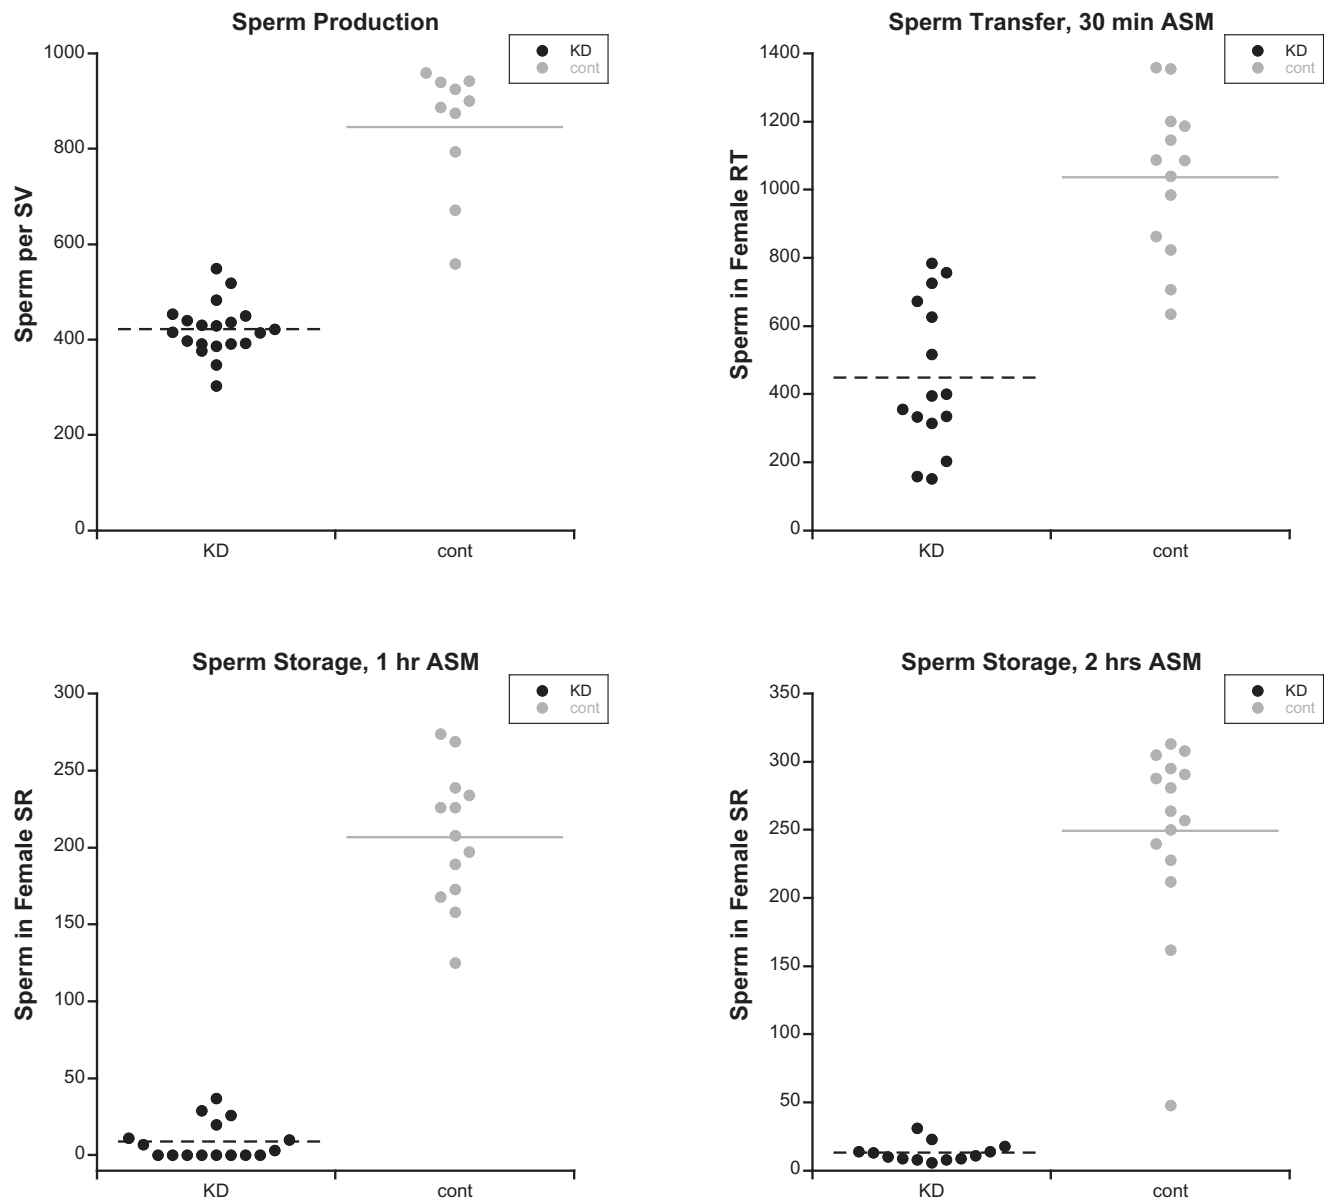 Sperm Production
KD
cont
1000
800
600
400
200
0
Sperm per SV
KD
cont
Sperm Transfer, 30 min ASM
KD
cont
1400
1200
1000
800
600
400
200
0
Sperm in Female RT
KD
cont
Sperm Storage, 1 hr ASM
KD
cont
300
250
200
150
100
50
0
Sperm in Female SR
KD
cont
Sperm Storage, 2 hrs ASM
KD
cont
350
300
250
200
150
100
50
0
Sperm in Female SR
KD
cont